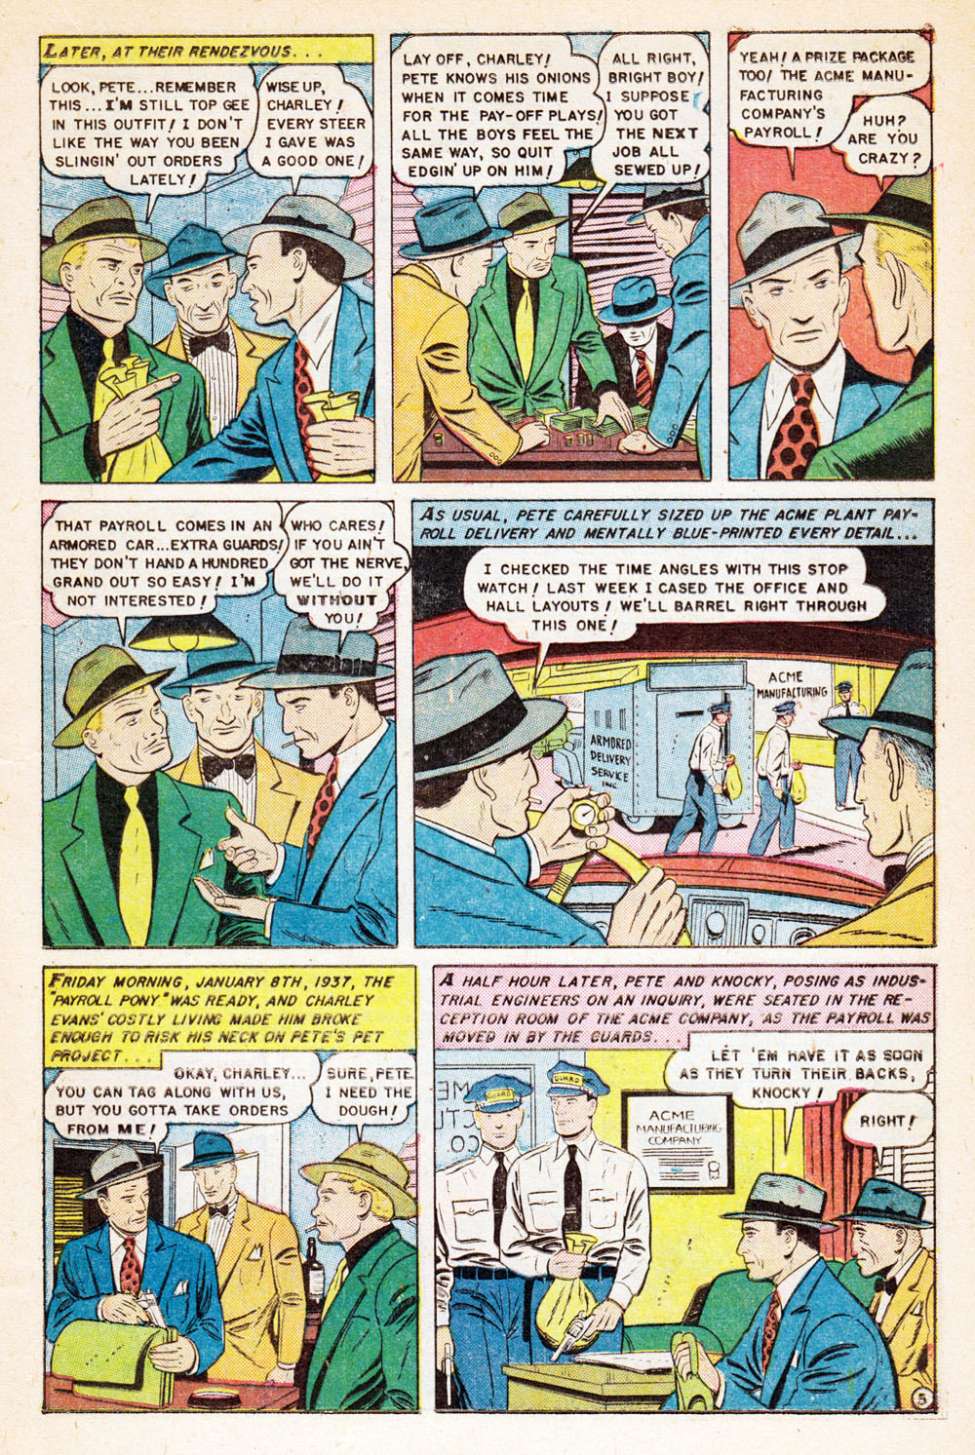 LATER, AT THEIR RENDEZVOUS...
LOOK, PETE...REMEMBER
THIS...I'M STILL TOP GEE
IN THIS OUTFIT! I DON'T
LIKE THE WAY YOU BEEN
SLINGIN' OUT ORDERS
LATELY!
WISE UP,
CHARLEY!
EVERY STEER
I GAVE WAS
A GOOD ONE!
LAY OFF, CHARLEY!
PETE KNOWS HIS ONIONS
WHEN IT COMES TIME
FOR THE PAY-OFF PLAYS!
ALL THE BOYS FEEL THE
SAME WAY, SO QUIT
EDGIN' UP ON HIM!
ALL RIGHT,
BRIGHT BOY!
I SUPPOSE
YOU GOT
THE NEXT
JOB ALL
SEWED UP!
YEAH! A PRIZE PACKAGE
TOO! THE ACME MANU-
FACTURING
COMPANY'S
PAYROLL!
HUH?
ARE YOU
CRAZY?
THAT PAYROLL COMES IN AN
ARMORED CAR...EXTRA GUARDS!
THEY DON'T HAND A HUNDRED
GRAND OUT SO EASY! I'M
NOT INTERESTED!
WHO CARES!
IF YOU AIN'T
GOT THE NERVE,
WE'LL DO IT
WITHOUT
YOU!
AS USUAL, PETE CAREFULLY SIZED UP THE ACME PLANT PAY-
ROLL DELIVERY AND MENTALLY BLUE-PRINTED EVERY DETAIL...
I CHECKED THE TIME ANGLES WITH THIS STOP
WATCH! LAST WEEK I CASED THE OFFICE AND
HALL LAYOUTS! WE'LL BARREL RIGHT THROUGH
THIS ONE!
ACME
MANUFACTURING
ARMORED
DELIVERY
SERVICE
INC
FRIDAY MORNING, JANUARY 8TH, 1937, THE
"PAYROLL PONY" WAS READY, AND CHARLEY
EVANS' COSTLY LIVING MADE HIM BROKE
ENOUGH TO RISK HIS NECK ON PETE'S PET
PROJECT...
OKAY, CHARLEY...
YOU CAN TAG ALONG WITH US,
BUT YOU GOTTA TAKE ORDERS
FROM ME!
SURE, PETE.
I NEED THE
DOUGH!
A HALF HOUR LATER, PETE AND KNOCKY, POSING AS INDUS-
TRIAL ENGINEERS ON AN INQUIRY, WERE SEATED IN THE RE-
CEPTION ROOM OF THE ACME COMPANY, AS THE PAYROLL WAS
MOVED IN BY THE GUARDS...
LET 'EM HAVE IT AS SOON
AS THEY TURN THEIR BACKS,
KNOCKY!
RIGHT!
GUARD
GUARD
ACME
MANUFACTURING
COMPANY
5